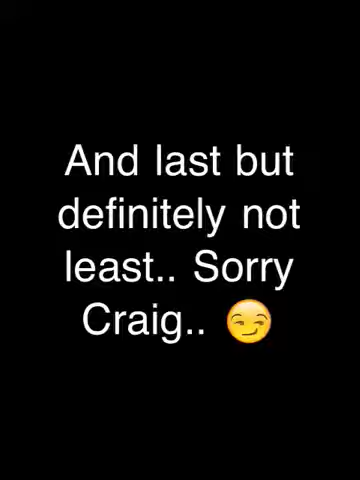 And last but
definitely not
least.. Sorry
Craig.. 😏